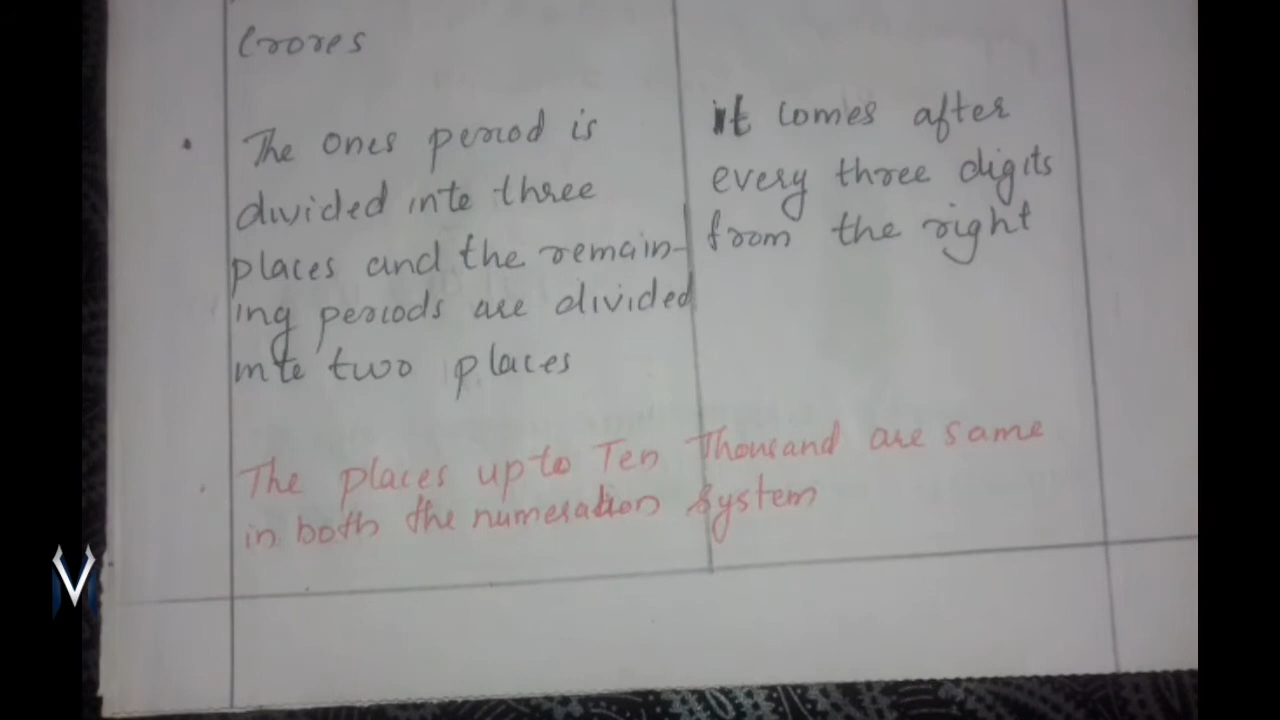 Crores
The ones period is
divided into three
places and the remain-
ing periods are divided
into two places
it comes after
every three digits
from the right
The places upto Ten Thousand are same
in both the numeration system